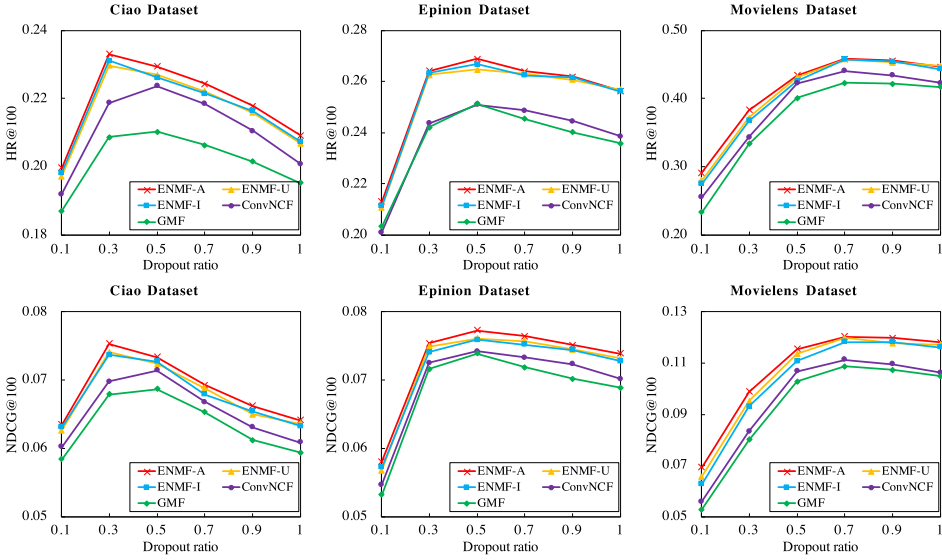 Ciao Dataset
HR@100
0.24
0.22
0.20
0.18
ENMF-A ENMF-U
ENMF-I ConvNCF
GMF
0.1 0.3 0.5 0.7 0.9 1
Dropout ratio
Epinion Dataset
HR@100
0.28
0.26
0.24
0.22
0.20
ENMF-A ENMF-U
ENMF-I ConvNCF
GMF
0.1 0.3 0.5 0.7 0.9 1
Dropout ratio
Movielens Dataset
HR@100
0.50
0.40
0.30
0.20
ENMF-A ENMF-U
ENMF-I ConvNCF
GMF
0.1 0.3 0.5 0.7 0.9 1
Dropout ratio
Ciao Dataset
NDCG@100
0.08
0.07
0.06
0.05
ENMF-A ENMF-U
ENMF-I ConvNCF
GMF
0.1 0.3 0.5 0.7 0.9 1
Dropout ratio
Epinion Dataset
NDCG@100
0.08
0.07
0.06
0.05
ENMF-A ENMF-U
ENMF-I ConvNCF
GMF
0.1 0.3 0.5 0.7 0.9 1
Dropout ratio
Movielens Dataset
NDCG@100
0.13
0.11
0.09
0.07
0.05
ENMF-A ENMF-U
ENMF-I ConvNCF
GMF
0.1 0.3 0.5 0.7 0.9 1
Dropout ratio